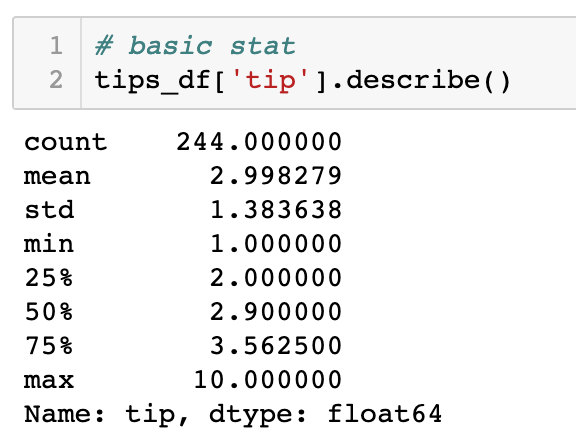 1 # basic stat
2 tips_df['tip'].describe()
count 244.000000
mean 2.998279
std 1.383638
min 1.000000
25% 2.000000
50% 2.900000
75% 3.562500
max 10.000000
Name: tip, dtype: float64